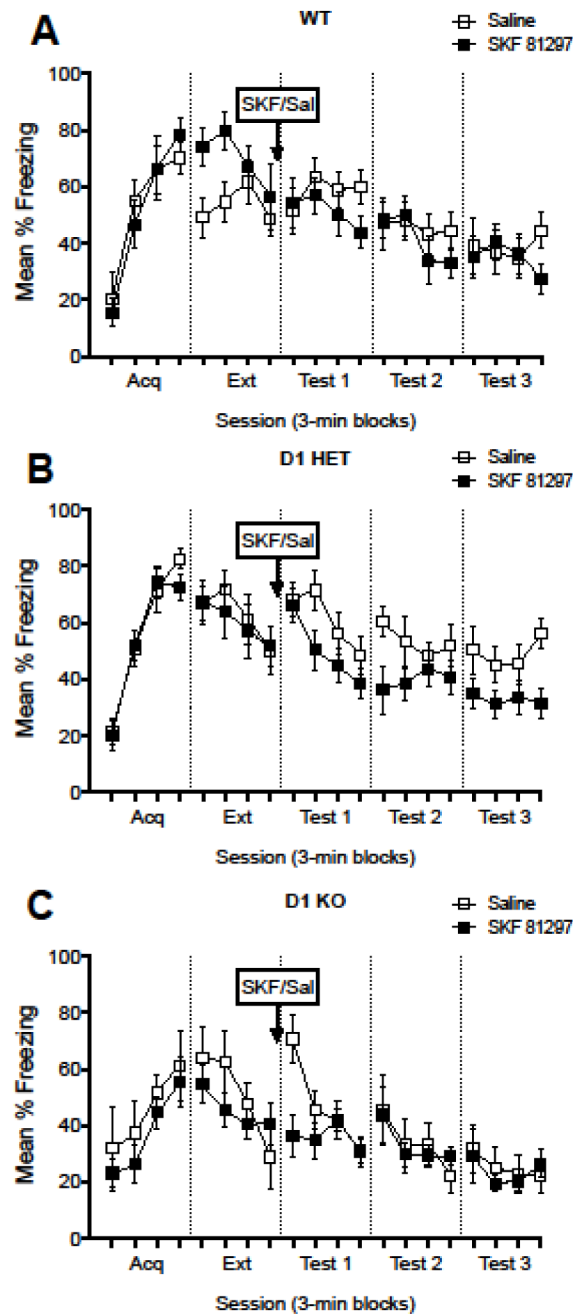 A
WT
Saline
SKF 81297
SKF/Sal
Mean % Freezing
100
80
60
40
20
0
Acq Ext Test 1 Test 2 Test 3
Session (3-min blocks)
B
D1 HET
Saline
SKF 81297
SKF/Sal
Mean % Freezing
100
80
60
40
20
0
Acq Ext Test 1 Test 2 Test 3
Session (3-min blocks)
C
D1 KO
Saline
SKF 81297
SKF/Sal
Mean % Freezing
100
80
60
40
20
0
Acq Ext Test 1 Test 2 Test 3
Session (3-min blocks)